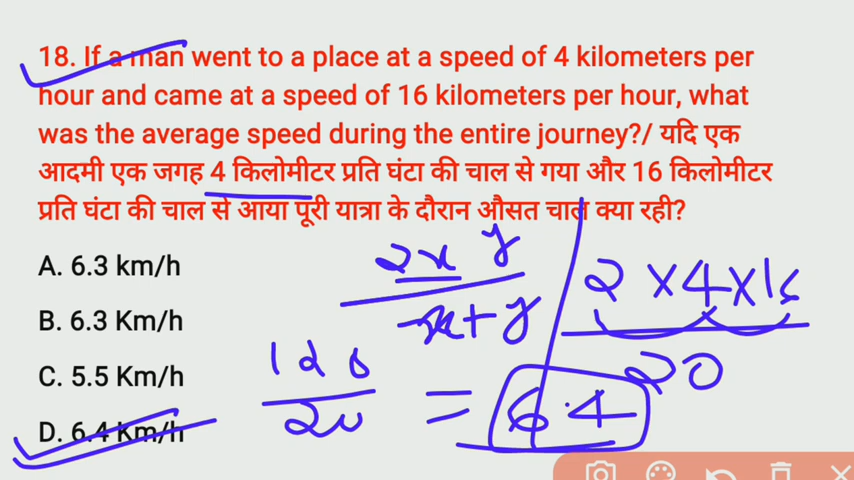 18. If a man went to a place at a speed of 4 kilometers per
hour and came at a speed of 16 kilometers per hour, what
was the average speed during the entire journey?/ यदि एक
आदमी एक जगह 4 किलोमीटर प्रति घंटा की चाल से गया और 16 किलोमीटर
प्रति घंटा की चाल से आया पूरी यात्रा के दौरान औसत चाल क्या रही?
A. 6.3 km/h
B. 6.3 Km/h
C. 5.5 Km/h
D. 6.4 Km/h
2x y
x+y
2 x 4 x 16
20
128
20
= 6.4